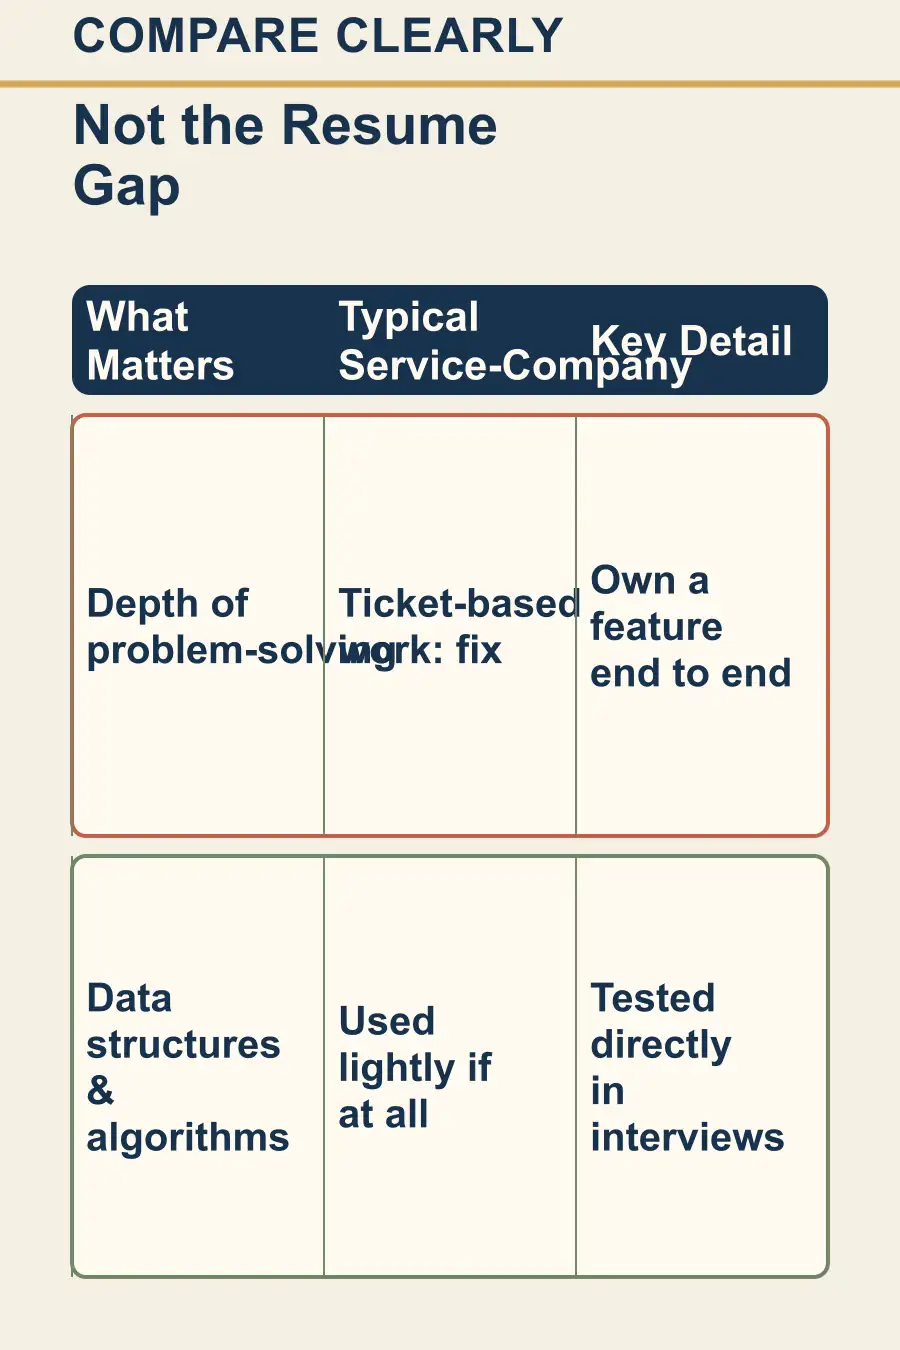 COMPARE CLEARLY
Not the Resume
Gap
What
Matters
Typical
Service-Company
Key Detail
Depth of
problem-solving
Ticket-based
work: fix
Own a
feature
end to end
Data
structures
&
algorithms
Used
lightly if
at all
Tested
directly
in
interviews